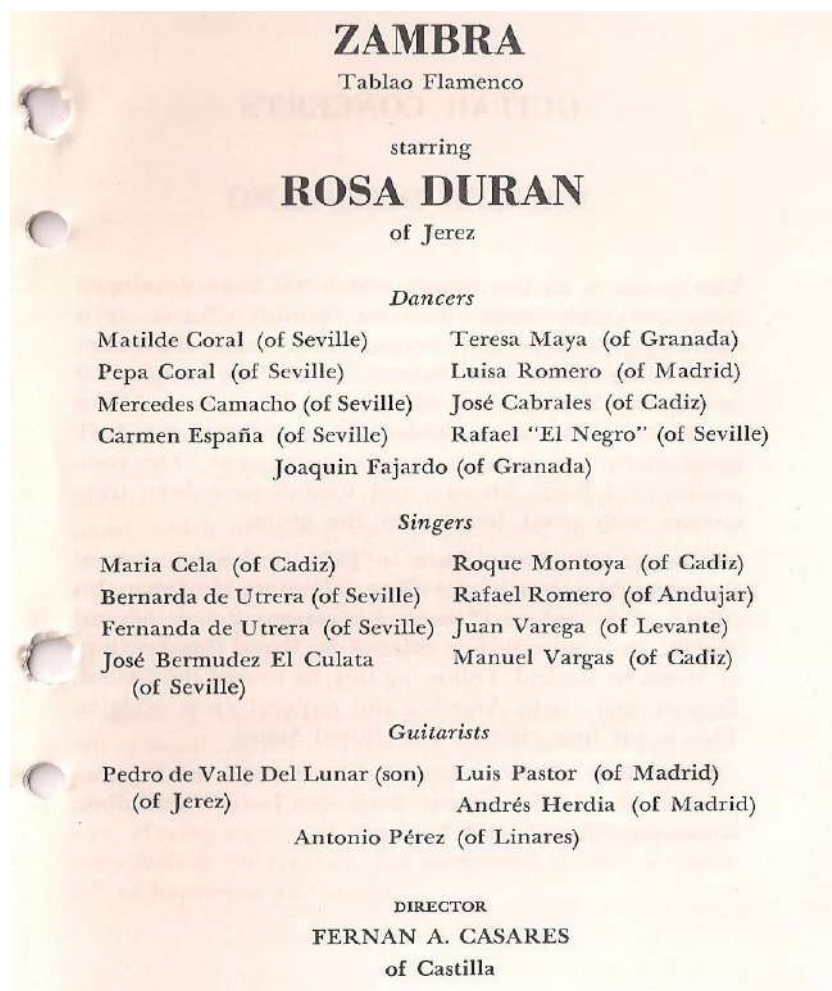 ZAMBRA
Tablao Flamenco
starring
ROSA DURAN
of Jerez
Dancers
Matilde Coral (of Seville) Teresa Maya (of Granada)
Pepa Coral (of Seville) Luisa Romero (of Madrid)
Mercedes Camacho (of Seville) José Cabrales (of Cadiz)
Carmen España (of Seville) Rafael "El Negro" (of Seville)
Joaquin Fajardo (of Granada)
Singers
Maria Cela (of Cadiz) Roque Montoya (of Cadiz)
Bernarda de Utrera (of Seville) Rafael Romero (of Andujar)
Fernanda de Utrera (of Seville) Juan Varega (of Levante)
José Bermudez El Culata Manuel Vargas (of Cadiz)
(of Seville)
Guitarists
Pedro de Valle Del Lunar (son) Luis Pastor (of Madrid)
(of Jerez) Andrés Herdia (of Madrid)
Antonio Pérez (of Linares)
DIRECTOR
FERNAN A. CASARES
of Castilla